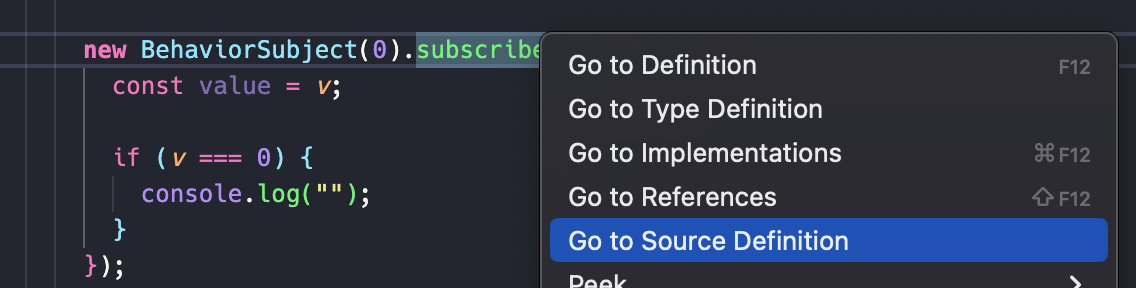 new BehaviorSubject(0).subscribe
const value = v;
if (v === 0) {
console.log("");
}
});
Go to Definition F12
Go to Type Definition
Go to Implementations ⌘F12
Go to References ⇧F12
Go to Source Definition
Peek